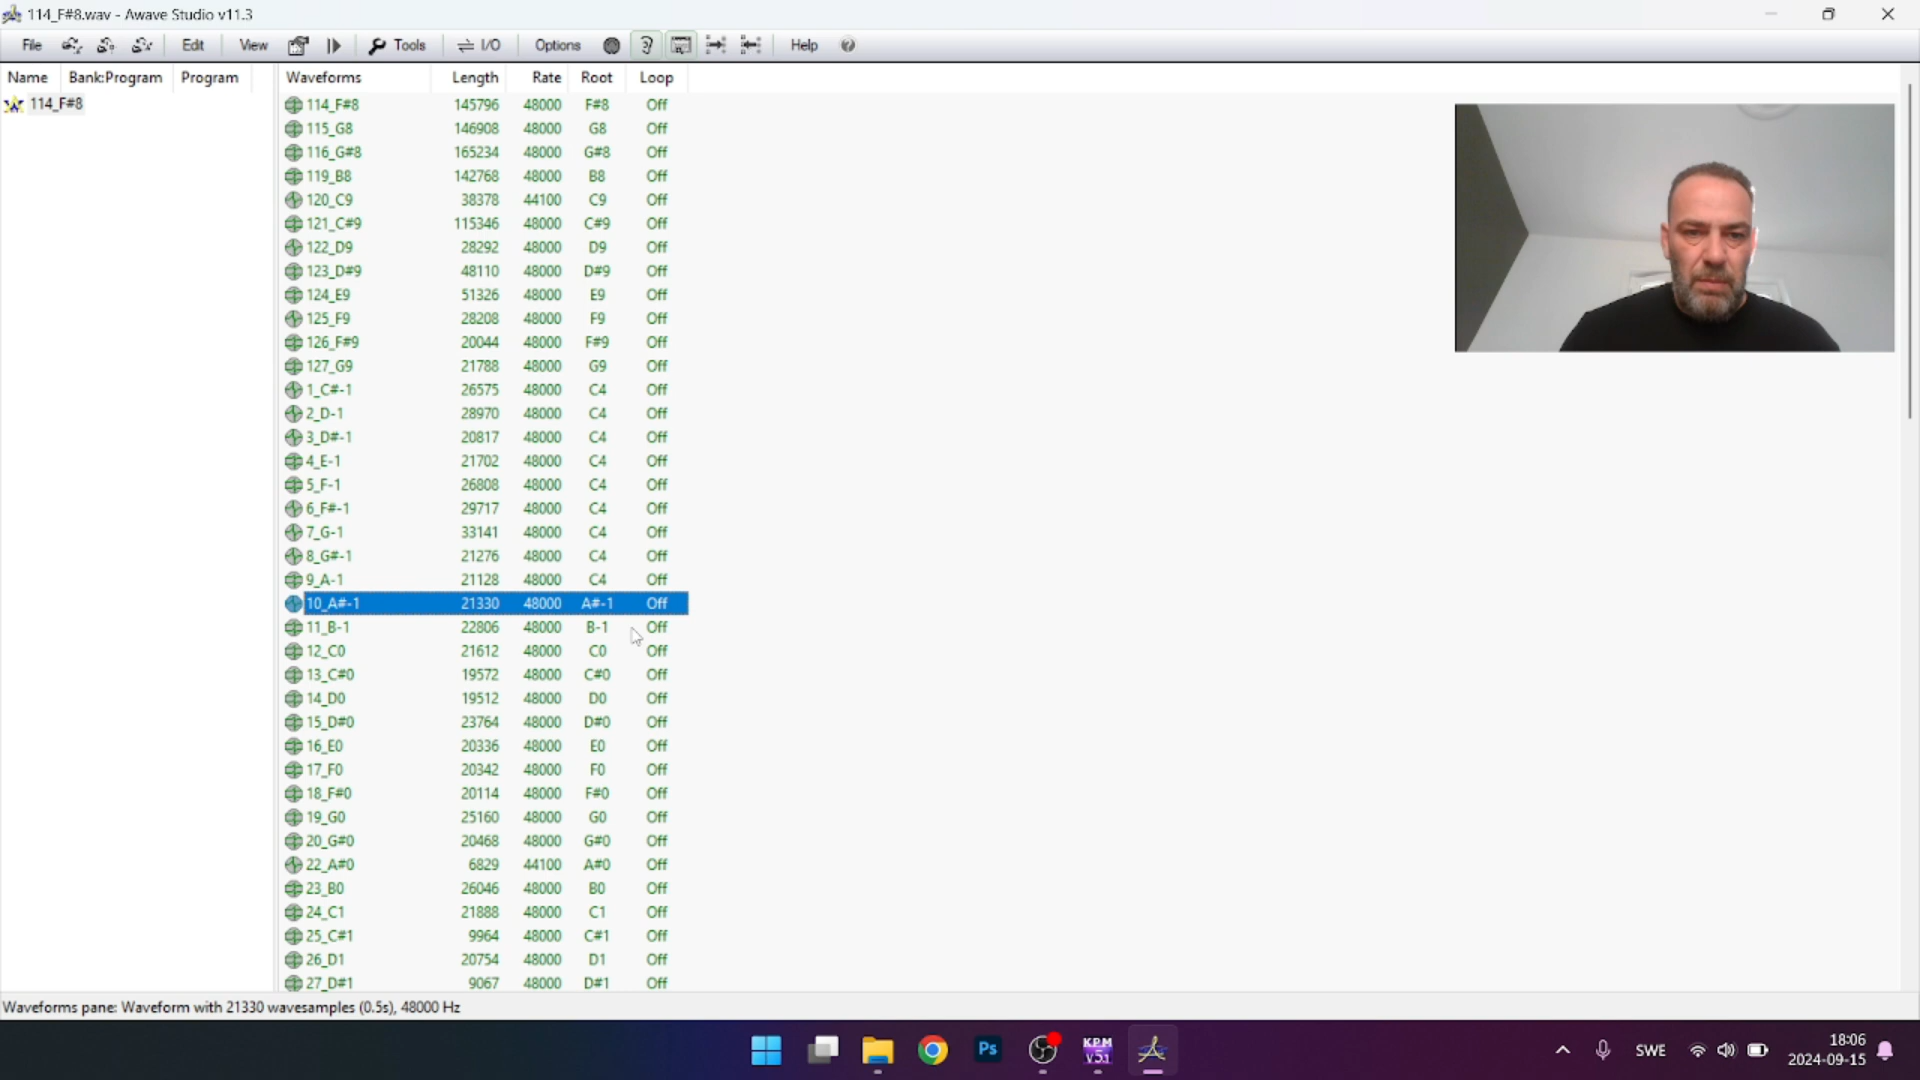 114_F#8.wav - Awave Studio v11.3
File Edit View Tools I/O Options Help
Name Bank:Program Program Waveforms Length Rate Root Loop
114_F#8
114_F#8 145796 48000 F#8 Off
115_G8 146908 48000 G8 Off
116_G#8 165234 48000 G#8 Off
119_B8 142768 48000 B8 Off
120_C9 38378 44100 C9 Off
121_C#9 115346 48000 C#9 Off
122_D9 28292 48000 D9 Off
123_D#9 48110 48000 D#9 Off
124_E9 51326 48000 E9 Off
125_F9 28208 48000 F9 Off
126_F#9 20044 48000 F#9 Off
127_G9 21788 48000 G9 Off
1_C#-1 26575 48000 C4 Off
2_D-1 28970 48000 C4 Off
3_D#-1 20817 48000 C4 Off
4_E-1 21702 48000 C4 Off
5_F-1 26808 48000 C4 Off
6_F#-1 29717 48000 C4 Off
7_G-1 33141 48000 C4 Off
8_G#-1 21276 48000 C4 Off
9_A-1 21128 48000 C4 Off
10_A#-1 21330 48000 A#-1 Off
11_B-1 22806 48000 B-1 Off
12_C0 21612 48000 C0 Off
13_C#0 19572 48000 C#0 Off
14_D0 19512 48000 D0 Off
15_D#0 23764 48000 D#0 Off
16_E0 20336 48000 E0 Off
17_F0 20342 48000 F0 Off
18_F#0 20114 48000 F#0 Off
19_G0 25160 48000 G0 Off
20_G#0 20468 48000 G#0 Off
22_A#0 6829 44100 A#0 Off
23_B0 26046 48000 B0 Off
24_C1 21888 48000 C1 Off
25_C#1 9964 48000 C#1 Off
26_D1 20754 48000 D1 Off
27_D#1 9067 48000 D#1 Off
Waveforms pane: Waveform with 21330 wavesamples (0.5s), 48000 Hz
Ps
KPM
V5.1
SWE
18:06
2024-09-15